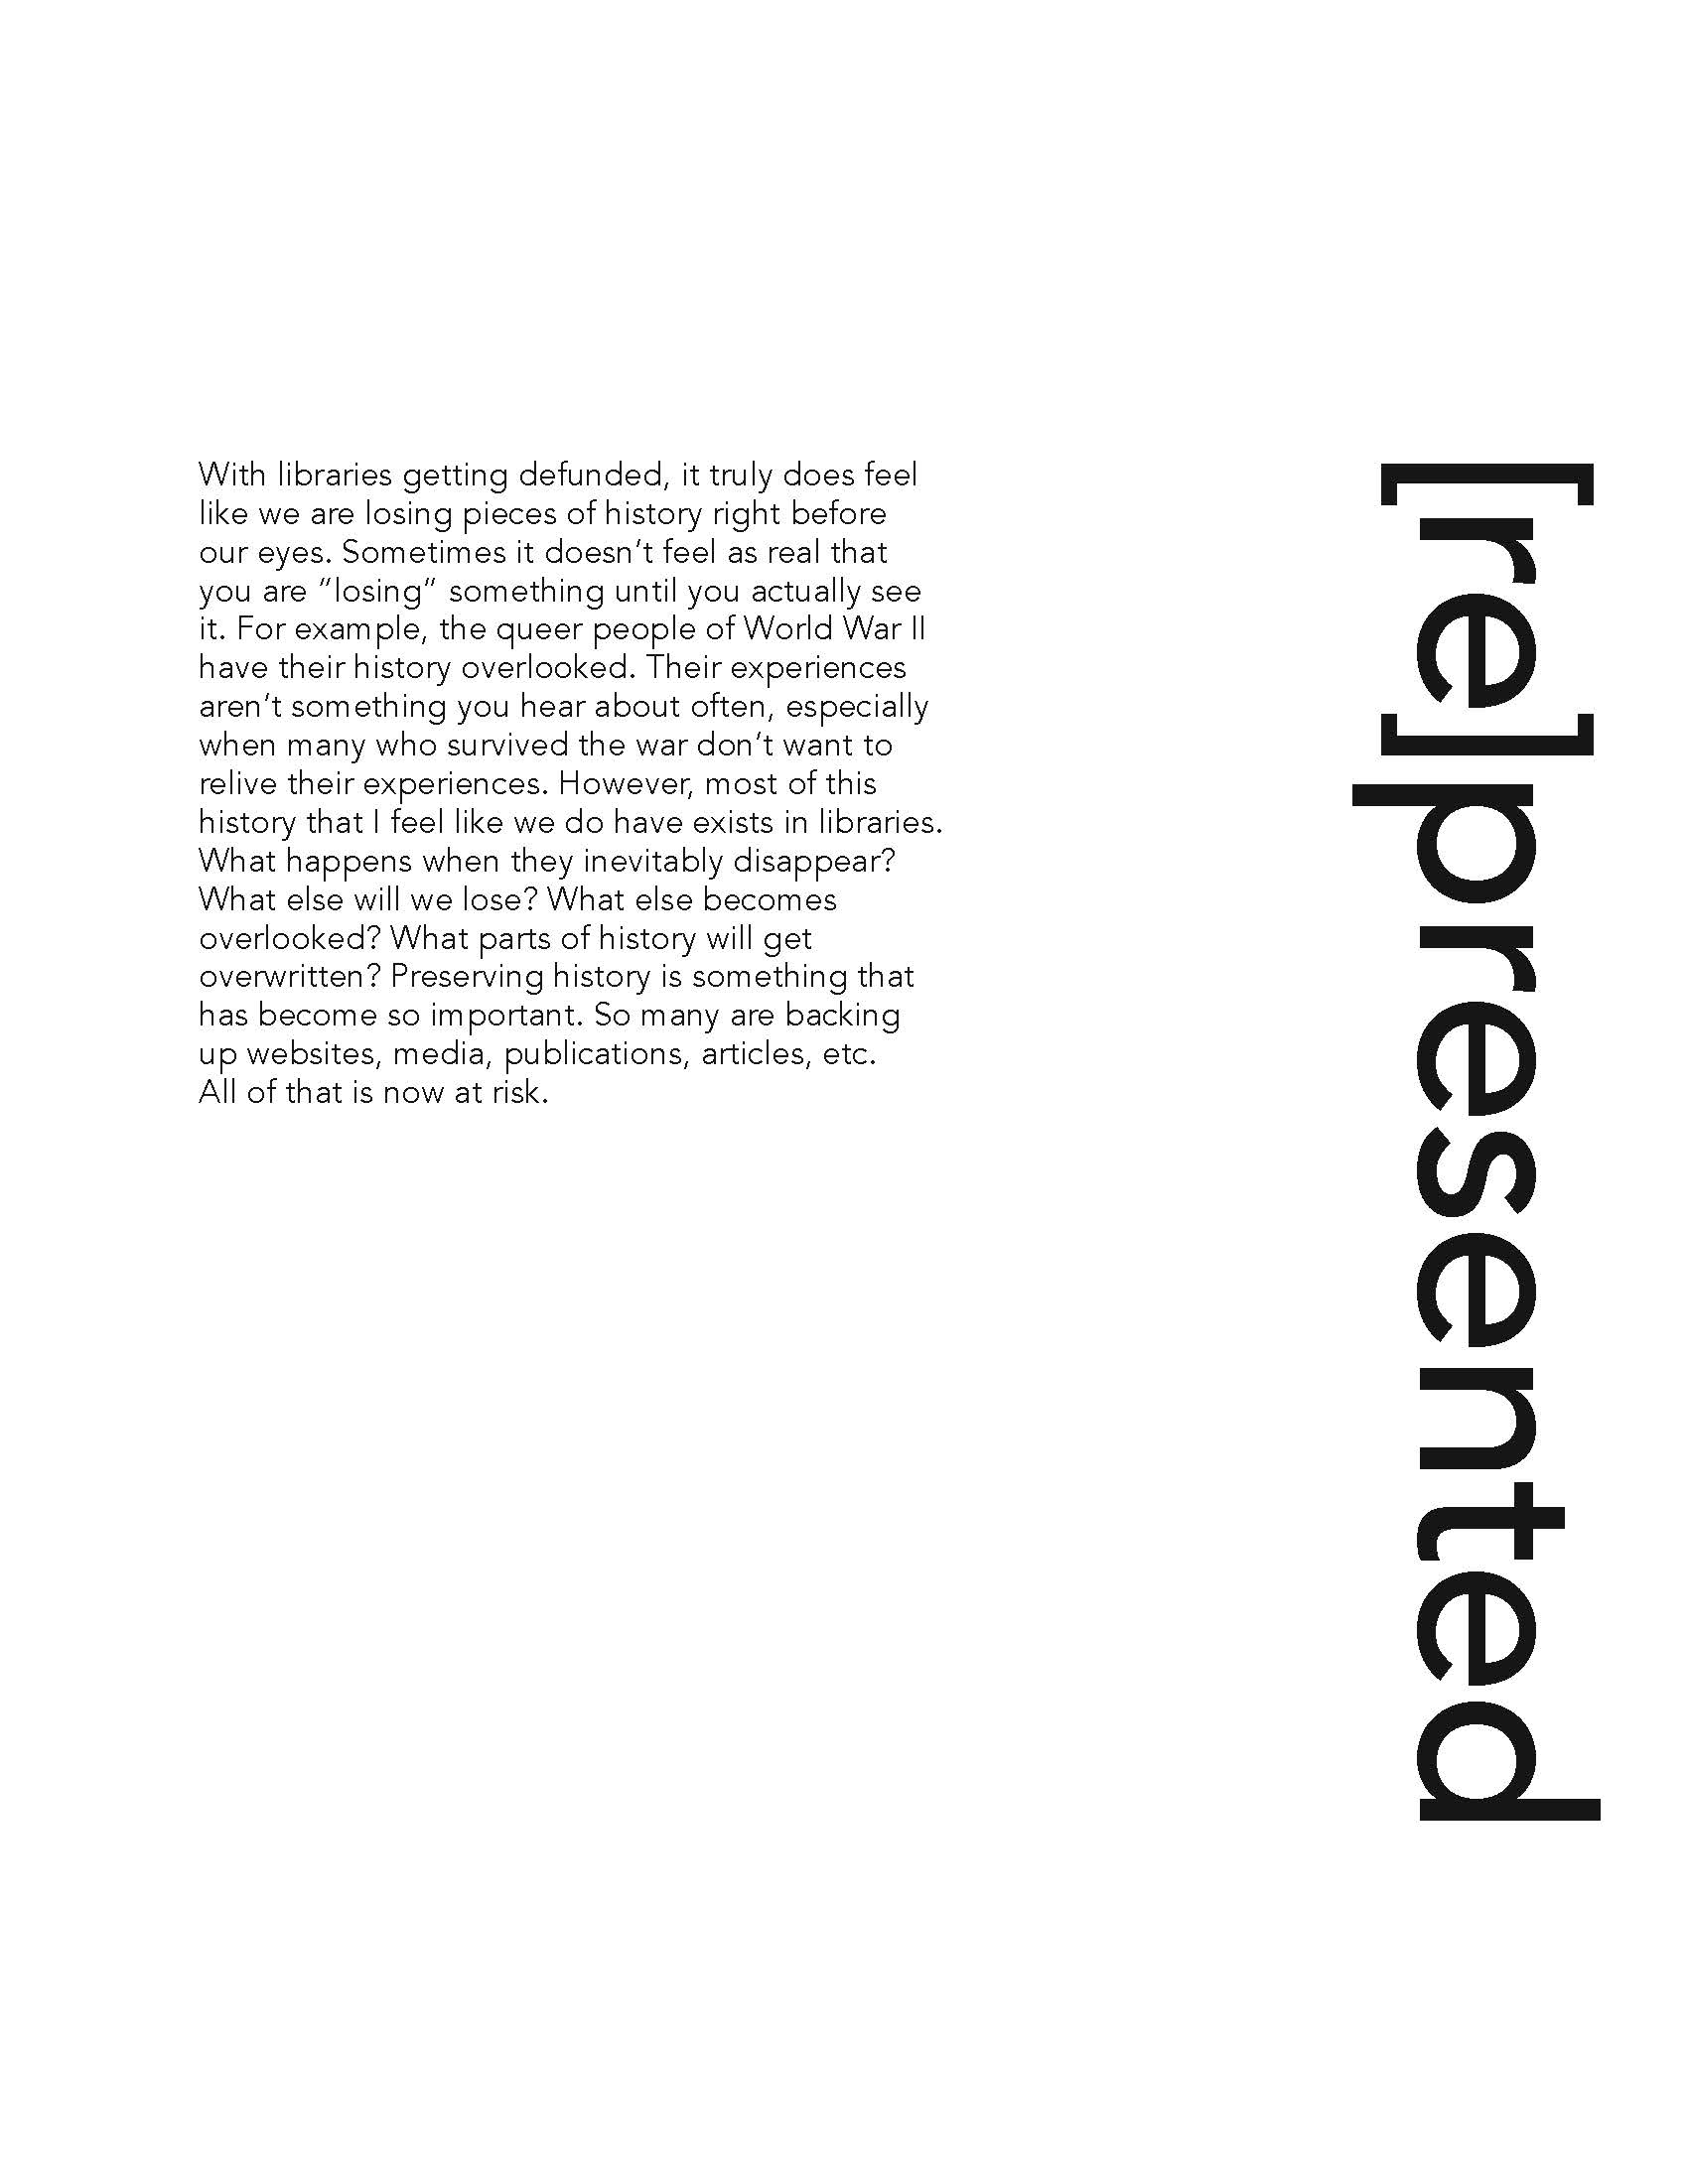 With libraries getting defunded, it truly does feel
like we are losing pieces of history right before
our eyes. Sometimes it doesn't feel as real that
you are "losing" something until you actually see
it. For example, the queer people of World War II
have their history overlooked. Their experiences
aren't something you hear about often, especially
when many who survived the war don't want to
relive their experiences. However, most of this
history that I feel like we do have exists in libraries.
What happens when they inevitably disappear?
What else will we lose? What else becomes
overlooked? What parts of history will get
overwritten? Preserving history is something that
has become so important. So many are backing
up websites, media, publications, articles, etc.
All of that is now at risk.
[re]presented